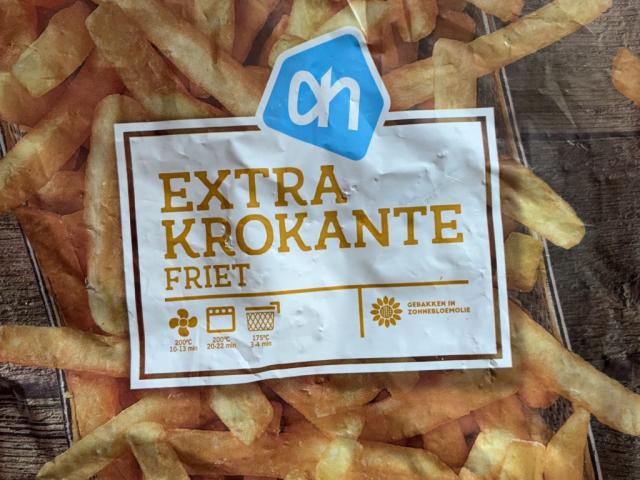 ah
EXTRA
KROKANTE
FRIET
200°C
10-13 min
200°C
20-22 min
175°C
3-4 min
GEBAKKEN IN
ZONNEBLOEMOLIE